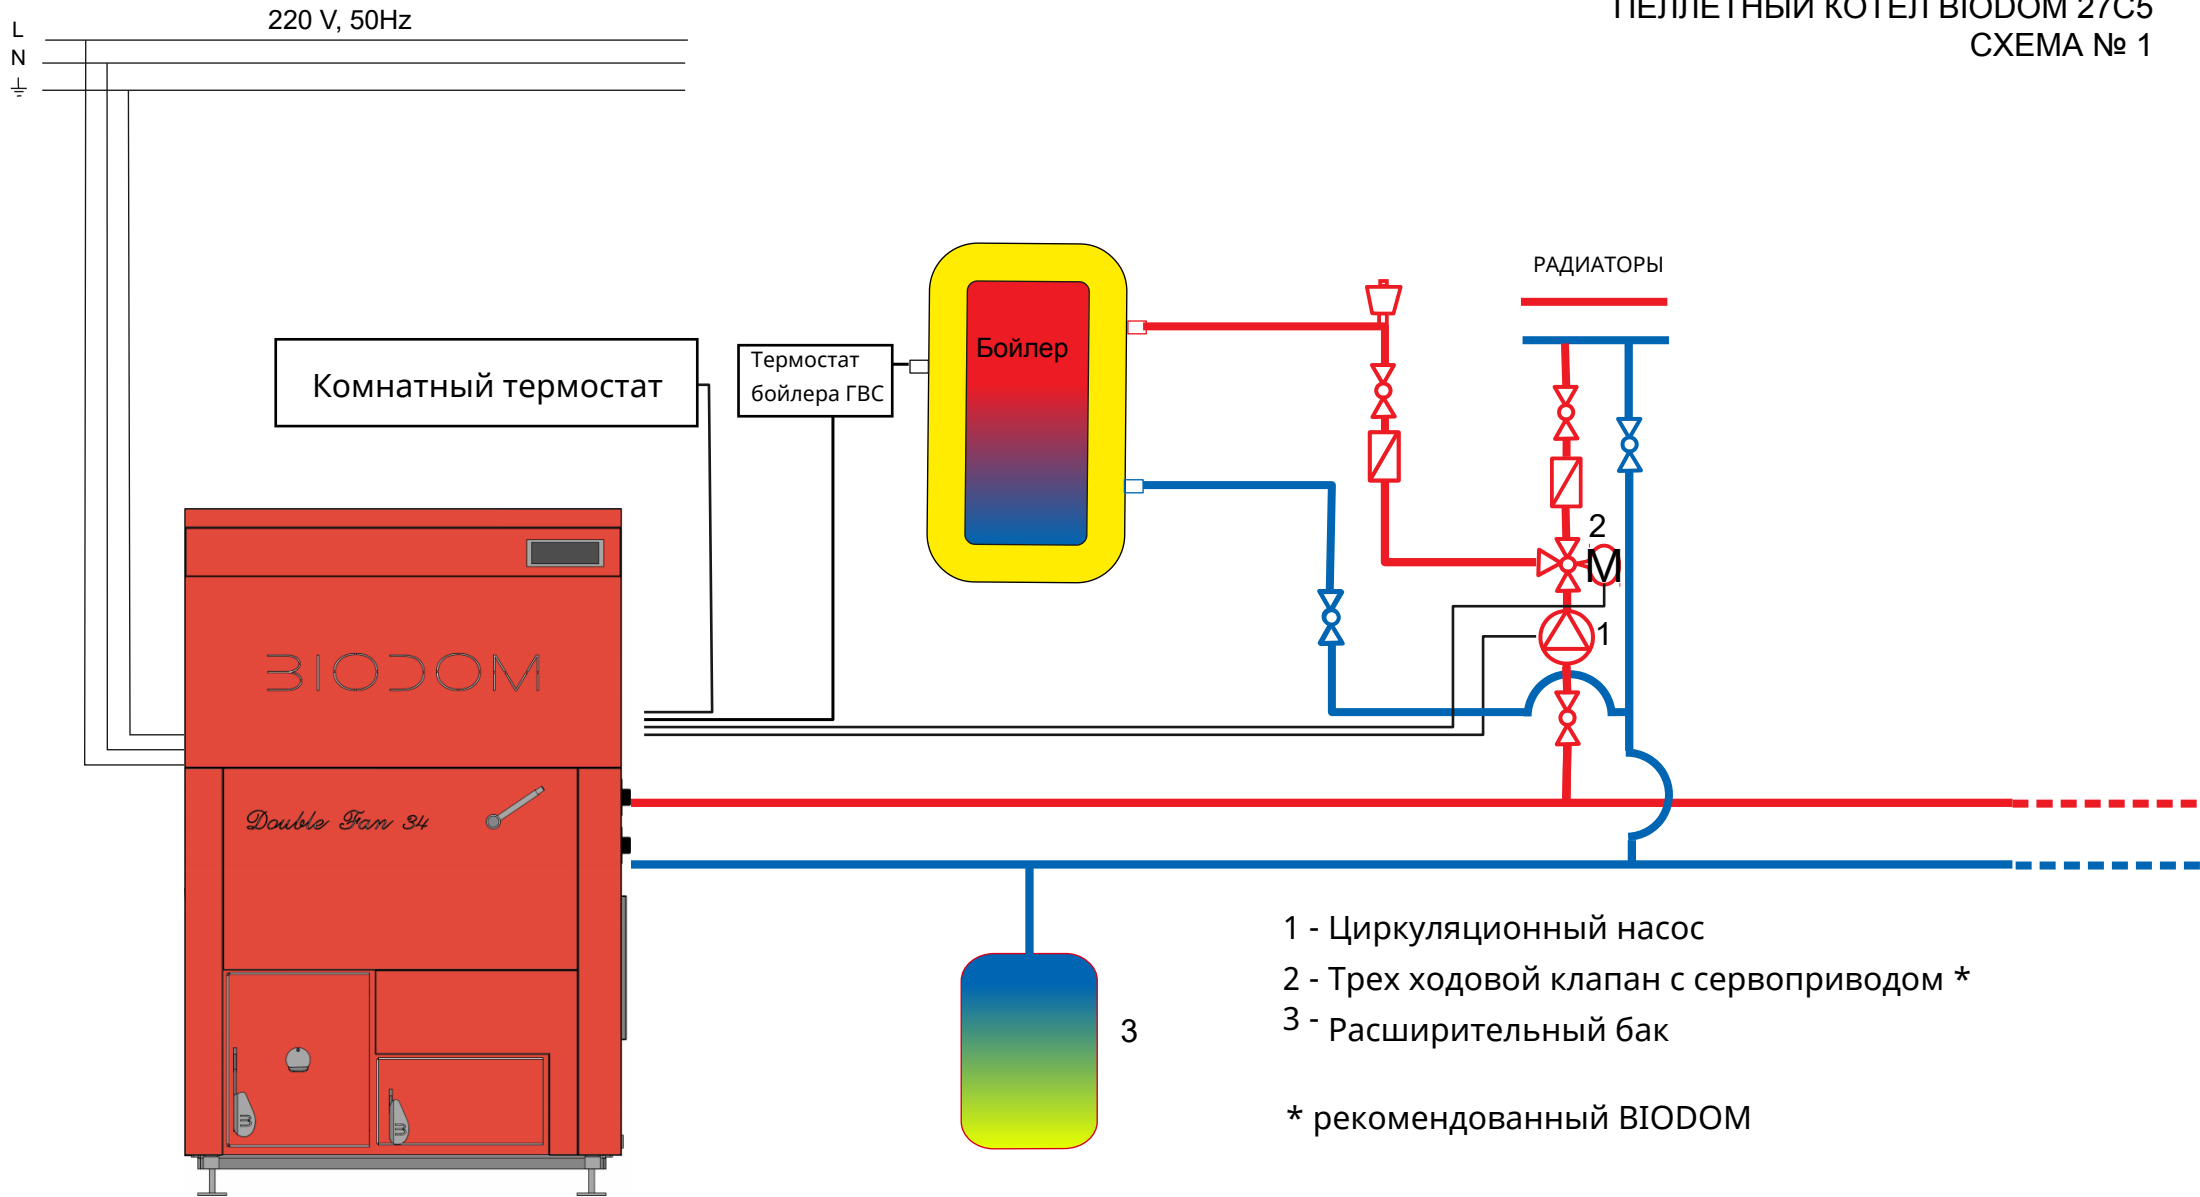 220 V, 50Hz
L
N
ПЕЛЛЕТНЫЙ КОТЕЛ BIODOM 27C5
СХЕМА № 1
РАДИАТОРЫ
Бойлер
Термостат
бойлера ГВС
Комнатный термостат
2
M
1
BIODOM
Double Fan 34
3
1 - Циркуляционный насос
2 - Трех ходовой клапан с сервоприводом *
3 - Расширительный бак
* рекомендованный BIODOM